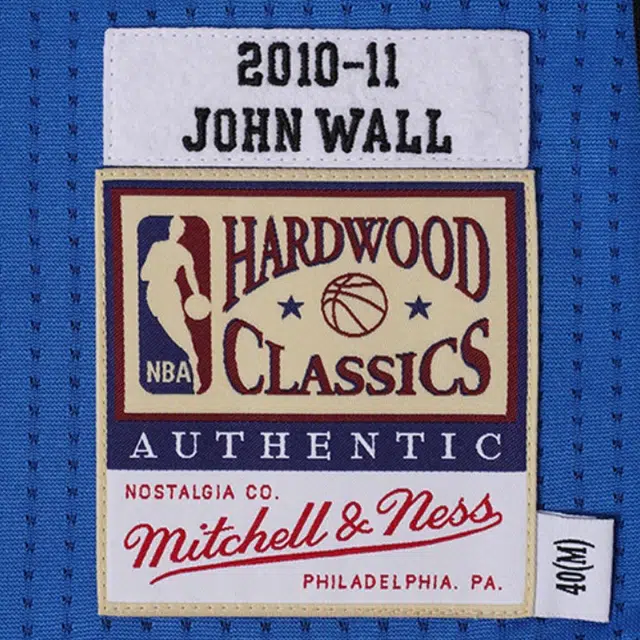 2010-11
JOHN WALL
HARDWOOD
CLASSICS
NBA
AUTHENTIC
NOSTALGIA CO.
Mitchell & Ness
PHILADELPHIA. PA.
40(M)